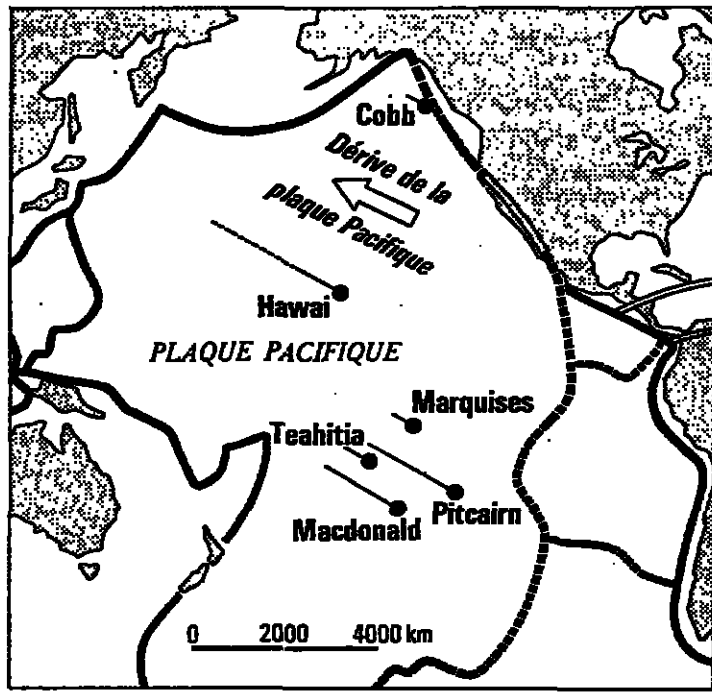 Cobb
Dérive de la
plaque Pacifique
Hawai
PLAQUE PACIFIQUE
Marquises
Teahitia
Pitcairn
Macdonald
0 2000 4000 km